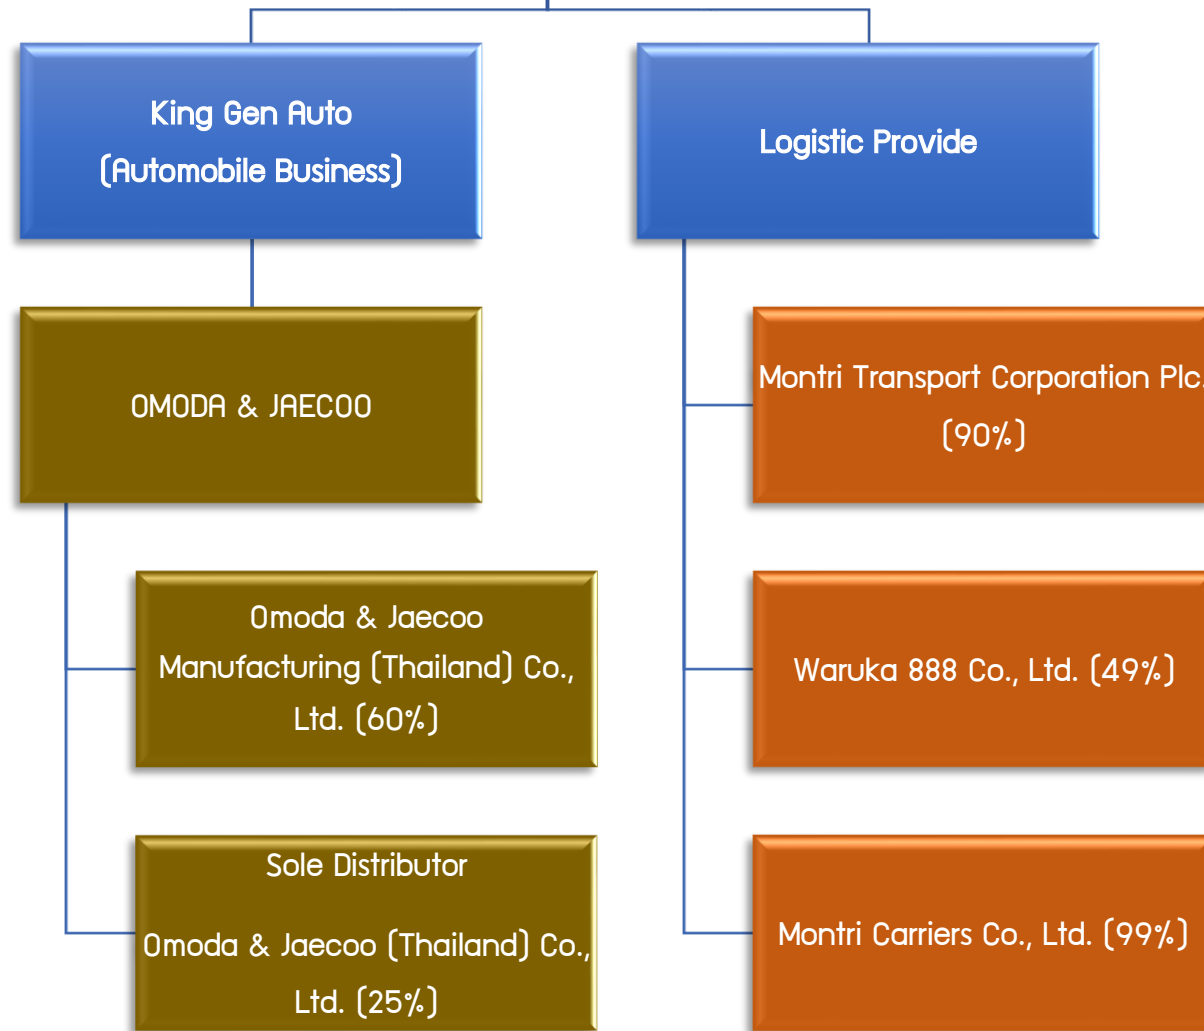 King Gen Auto
(Automobile Business)
Logistic Provide
OMODA & JAECOO
Montri Transport Corporation Plc.
(90%)
Omoda & Jaecoo
Manufacturing (Thailand) Co.,
Ltd. (60%)
Waruka 888 Co., Ltd. (49%)
Sole Distributor
Omoda & Jaecoo (Thailand) Co.,
Ltd. (25%)
Montri Carriers Co., Ltd. (99%)